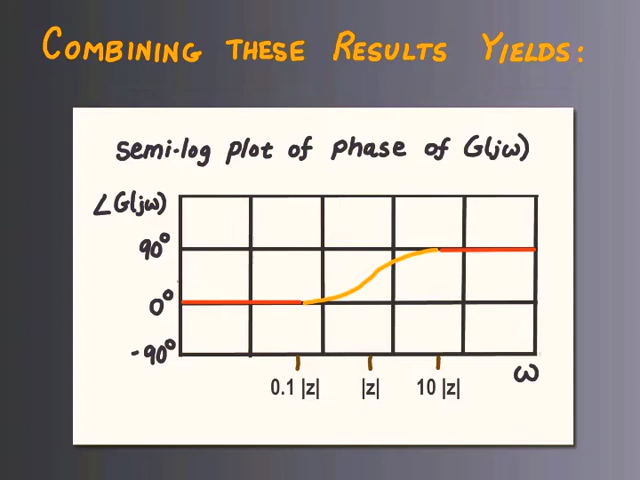 COMBINING THESE RESULTS YIELDS:
semi-log plot of phase of G(jω)
∠G(jω)
90°
0°
-90°
0.1 |z| |z| 10 |z| ω